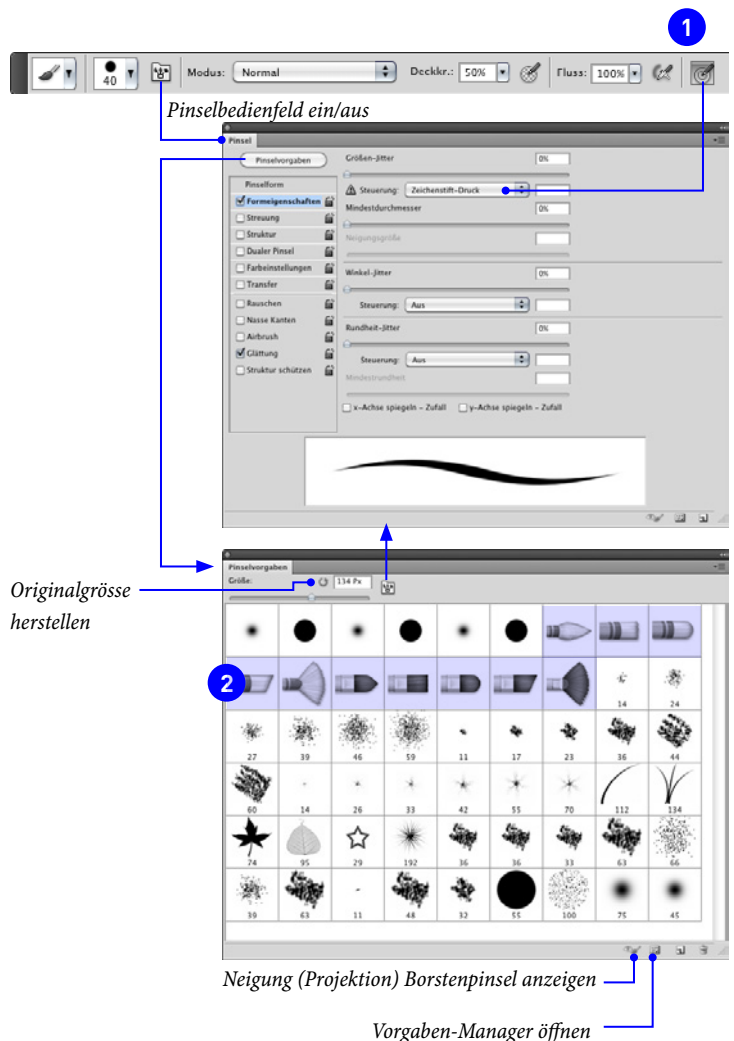 1
40 Modus: Normal Deckkr.: 50% Fluss: 100%
Pinselbedienfeld ein/aus
Pinsel
Pinselvorgaben
Größen-Jitter 0%
Pinselform
Steuerung: Zeichenstift-Druck
Formeigenschaften
Mindestdurchmesser 0%
Streuung
Struktur
Neigungsgröße
Dualer Pinsel
Farbeinstellungen
Winkel-Jitter 0%
Transfer
Rauschen
Steuerung: Aus
Nasse Kanten
Rundheit-Jitter 0%
Airbrush
Glättung
Steuerung: Aus
Struktur schützen
Mindestrundheit
x-Achse spiegeln – Zufall y-Achse spiegeln – Zufall
Pinselvorgaben
Größe: 134 Px
Originalgrösse
herstellen
2
14 24
27 39 46 59 11 17 23 36 44
60 14 26 33 42 55 70 112 134
74 95 29 192 36 36 33 63 66
39 63 11 48 32 55 100 75 45
Neigung (Projektion) Borstenpinsel anzeigen
Vorgaben-Manager öffnen